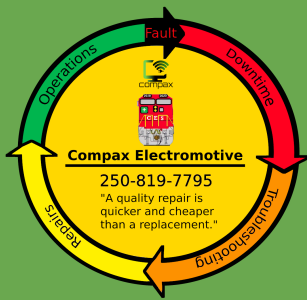 Fault
Downtime
Troubleshooting
Repairs
Operations
compax
CES
Compax Electromotive
250-819-7795
"A quality repair is
quicker and cheaper
than a replacement."